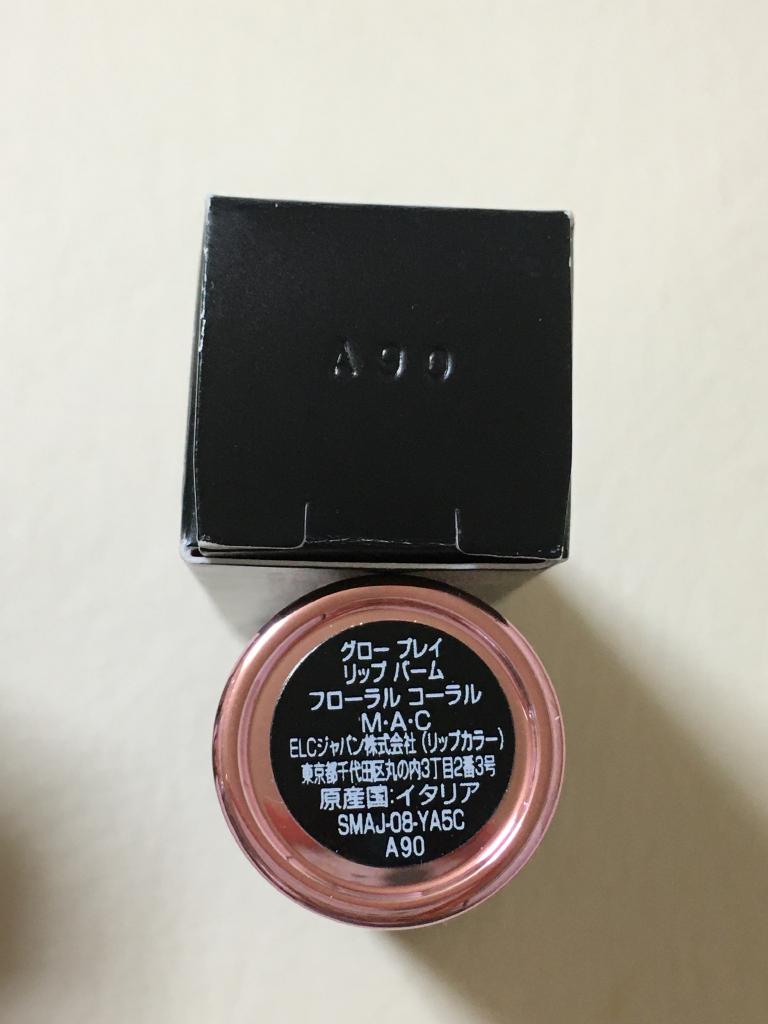 A90
グロー プレイ
リップ バーム
フローラル コーラル
M·A·C
ELCジャパン株式会社(リップカラー)
東京都千代田区丸の内3丁目2番3号
原産国:イタリア
SMAJ-08-YA5C
A90